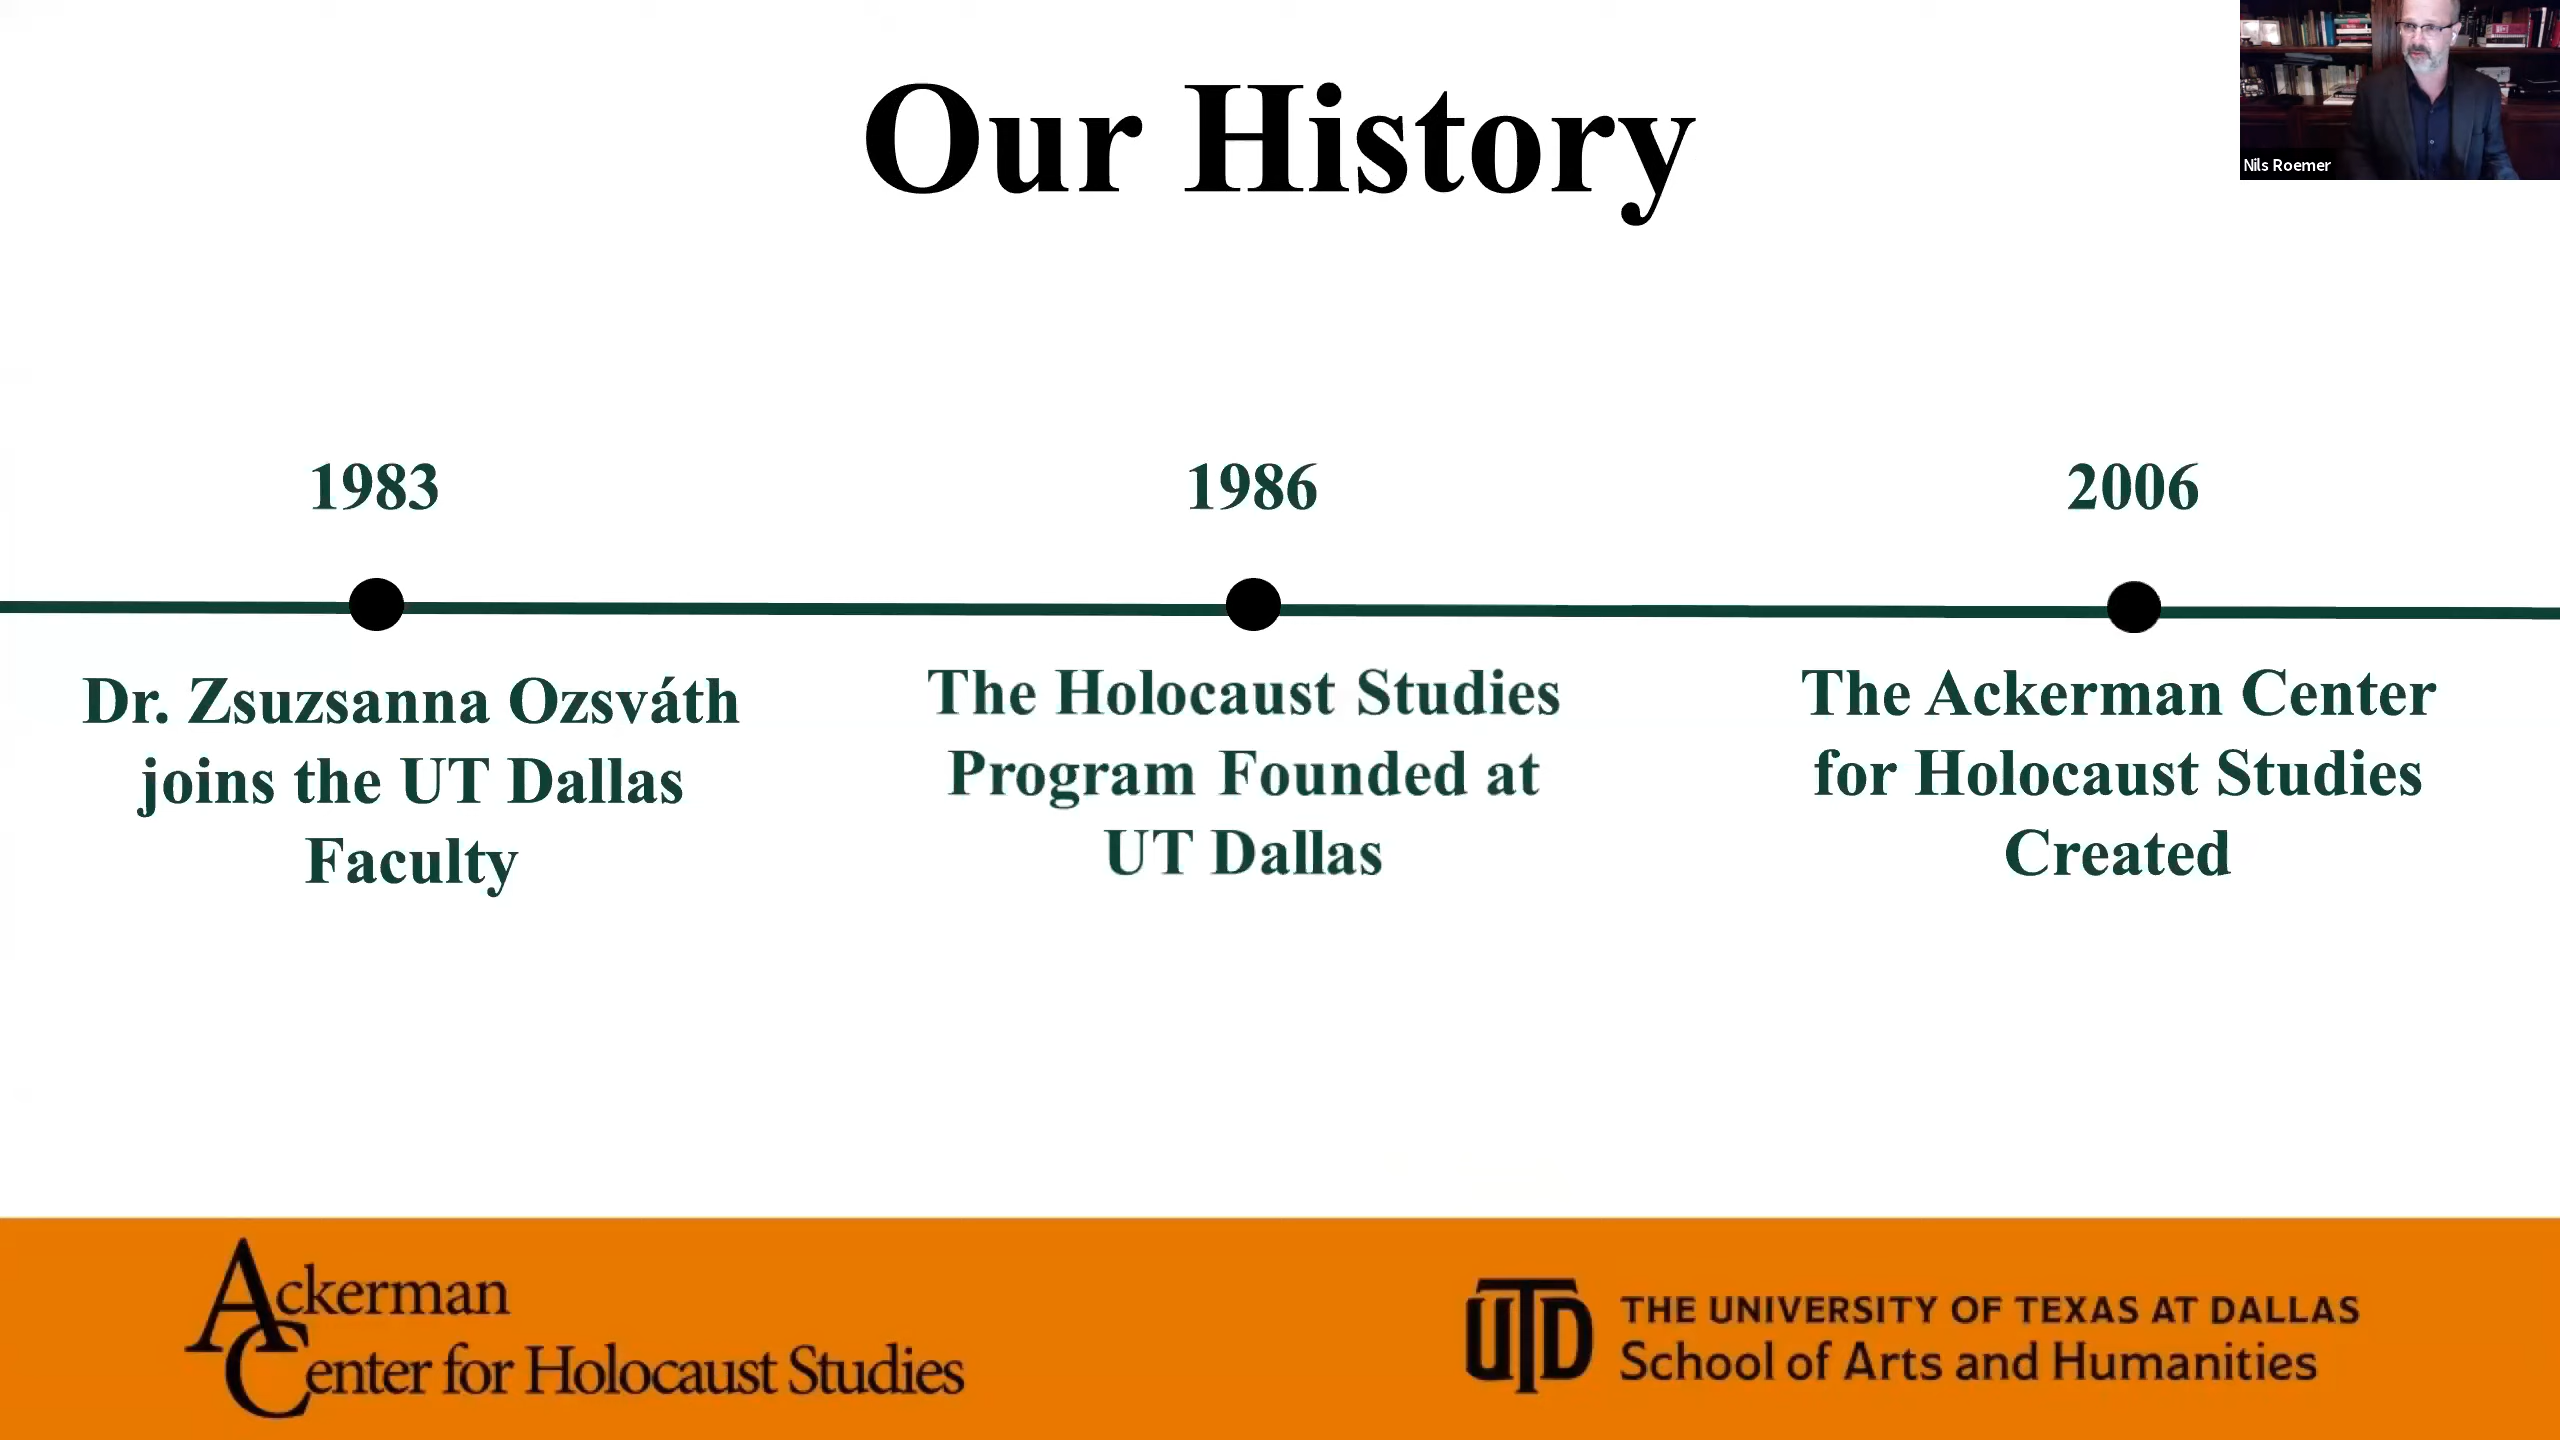 Our History
Nils Roemer
1983
1986
2006
Dr. Zsuzsanna Ozsváth
joins the UT Dallas
Faculty
The Holocaust Studies
Program Founded at
UT Dallas
The Ackerman Center
for Holocaust Studies
Created
Ackerman
Center for Holocaust Studies
UTD
THE UNIVERSITY OF TEXAS AT DALLAS
School of Arts and Humanities